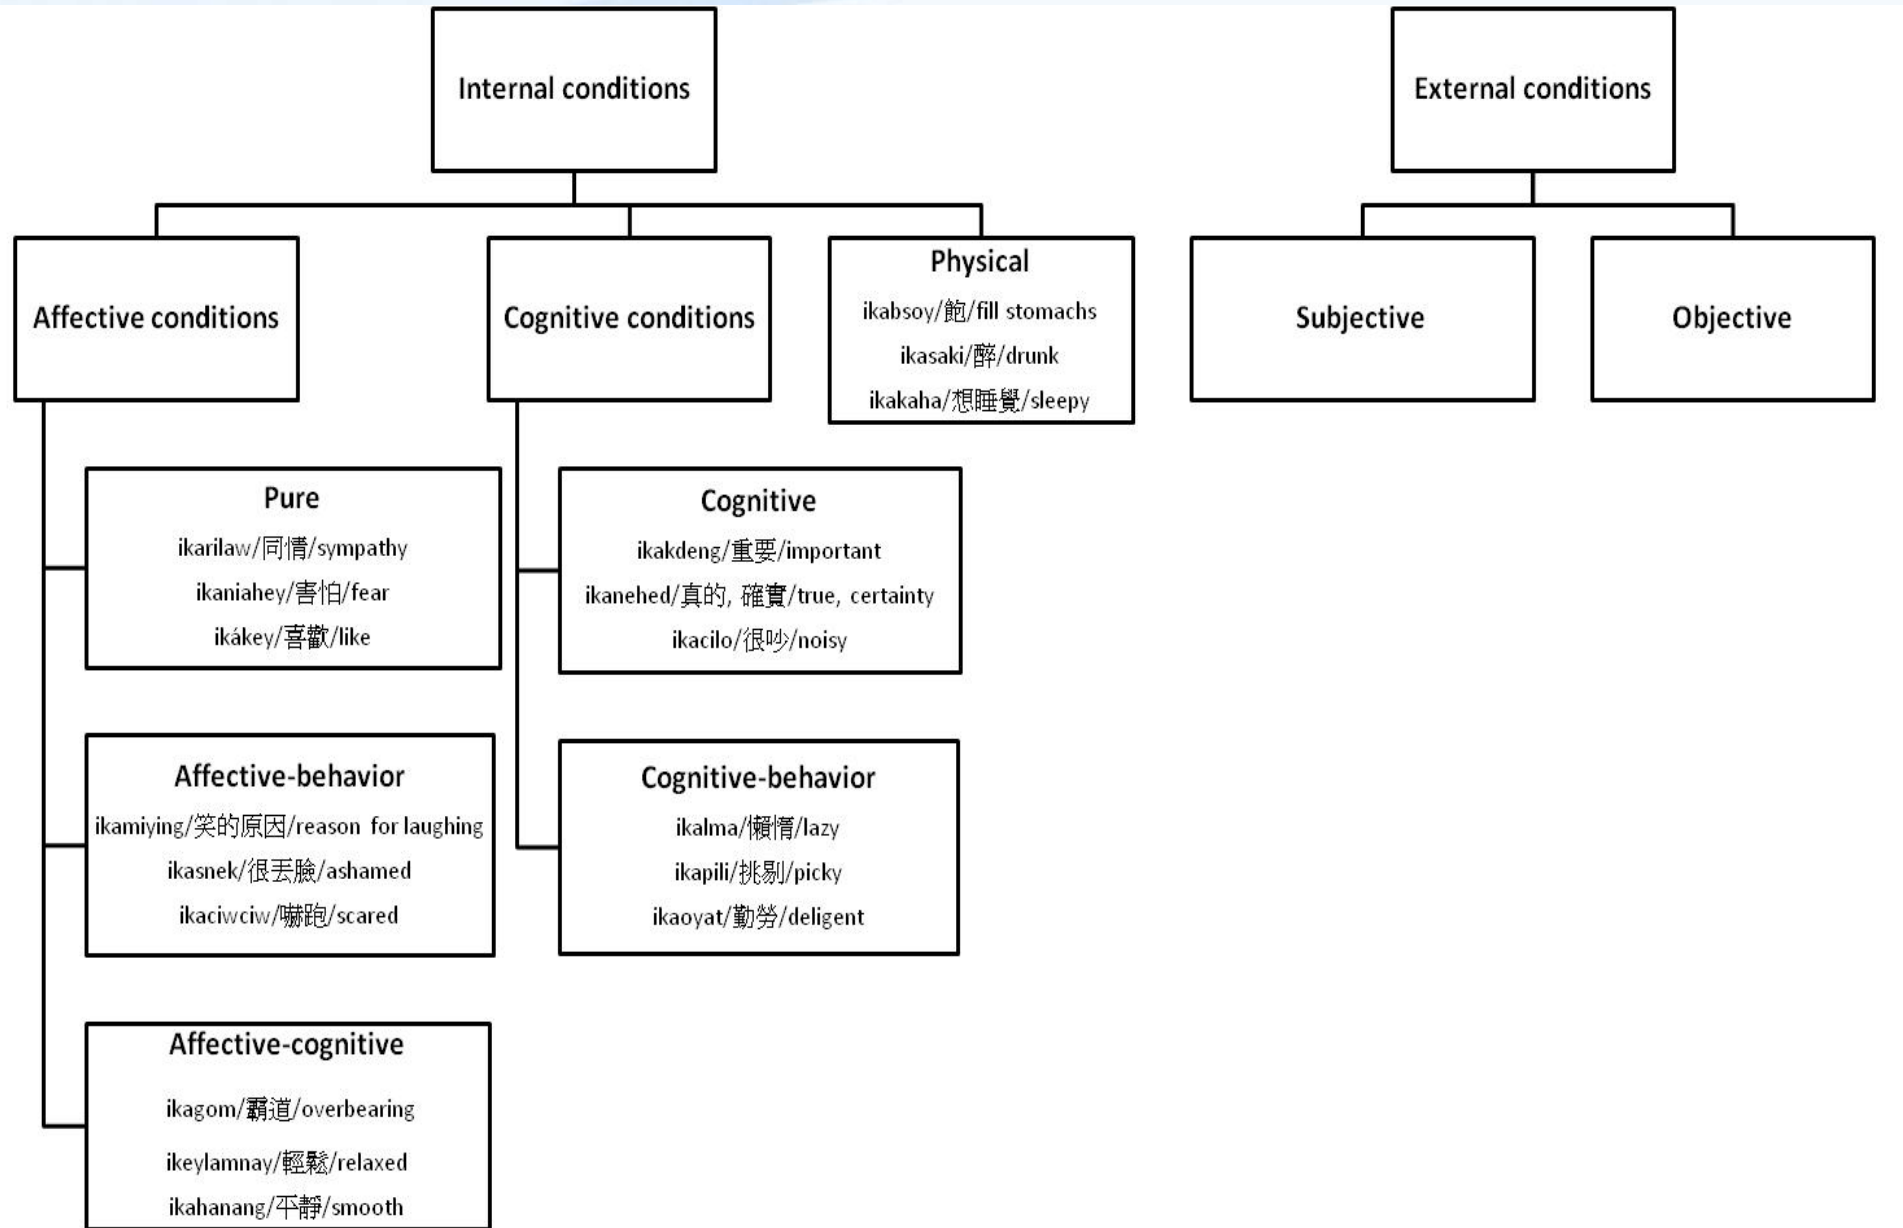 Internal conditions
External conditions
Affective conditions
Cognitive conditions
Physical
ikabsoy/飽/fill stomachs
ikasaki/醉/drunk
ikakaha/想睡覺/sleepy
Subjective
Objective
Pure
ikarilaw/同情/sympathy
ikaniahey/害怕/fear
ikákey/喜歡/like
Cognitive
ikakdeng/重要/important
ikanehed/真的, 確實/true, certainty
ikacilo/很吵/noisy
Affective-behavior
ikamiying/笑的原因/reason for laughing
ikasnek/很丟臉/ashamed
ikaciwciw/嚇跑/scared
Cognitive-behavior
ikalma/懶惰/lazy
ikapili/挑剔/picky
ikaoyat/勤勞/deligent
Affective-cognitive
ikagom/霸道/overbearing
ikeylamnay/輕鬆/relaxed
ikahanang/平靜/smooth